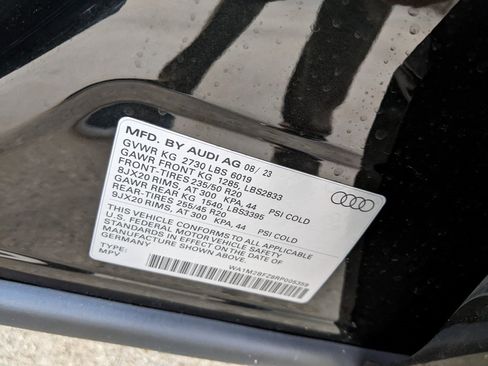 MFD. BY AUDI AG 08 / 23
GVWR KG 2730 LBS 6019
GAWR FRONT KG 1285, LBS2833
FRONT-TIRES 235/50 R20
8JX20 RIMS, AT 300 KPA, 44 PSI COLD
GAWR REAR KG 1540, LBS3395
REAR-TIRES 255/45 R20
9JX20 RIMS, AT 300 KPA, 44 PSI COLD
THIS VEHICLE CONFORMS TO ALL APPLICABLE
U.S. FEDERAL MOTOR VEHICLE SAFETY
STANDARDS IN EFFECT ON THE DATE OF
MANUFACTURE SHOWN ABOVE.
GERMANY
WA1M2BFZ8RP005359
TYPE:
MPV